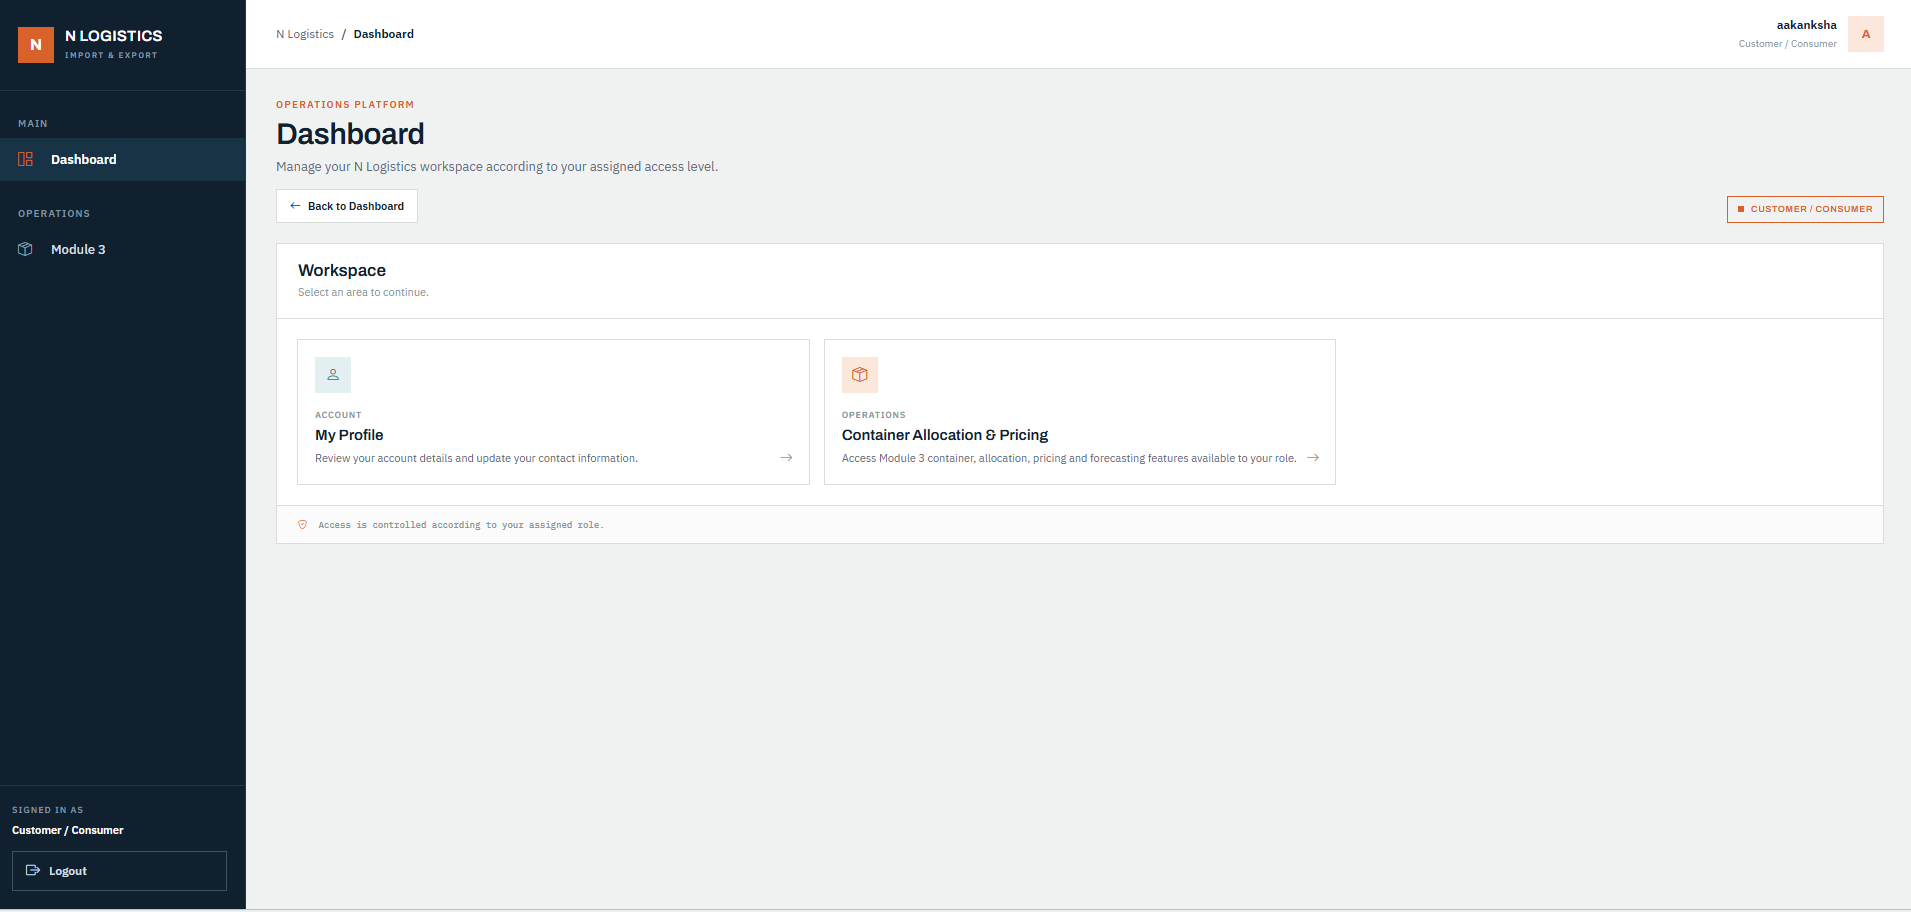 N
N LOGISTICS
IMPORT & EXPORT
MAIN
Dashboard
OPERATIONS
Module 3
SIGNED IN AS
Customer / Consumer
Logout
N Logistics / Dashboard
aakanksha
Customer / Consumer
A
OPERATIONS PLATFORM
Dashboard
Manage your N Logistics workspace according to your assigned access level.
← Back to Dashboard
CUSTOMER / CONSUMER
Workspace
Select an area to continue.
ACCOUNT
My Profile
Review your account details and update your contact information. →
OPERATIONS
Container Allocation & Pricing
Access Module 3 container, allocation, pricing and forecasting features available to your role. →
Access is controlled according to your assigned role.